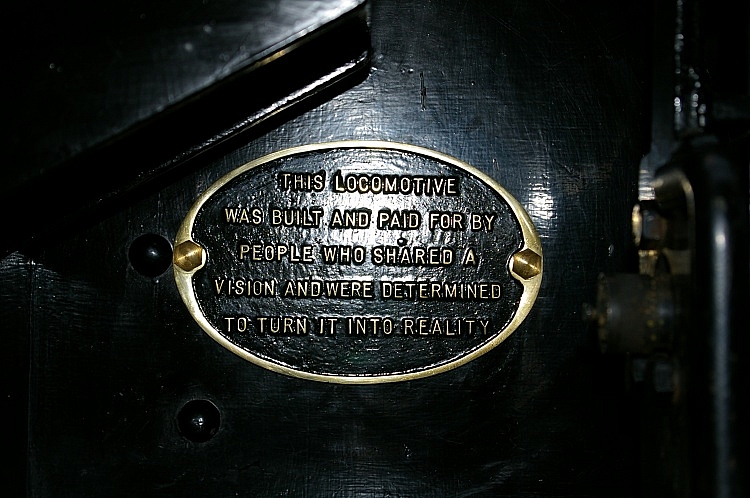 THIS LOCOMOTIVE
WAS BUILT AND PAID FOR BY
PEOPLE WHO SHARED A
VISION AND WERE DETERMINED
TO TURN IT INTO REALITY